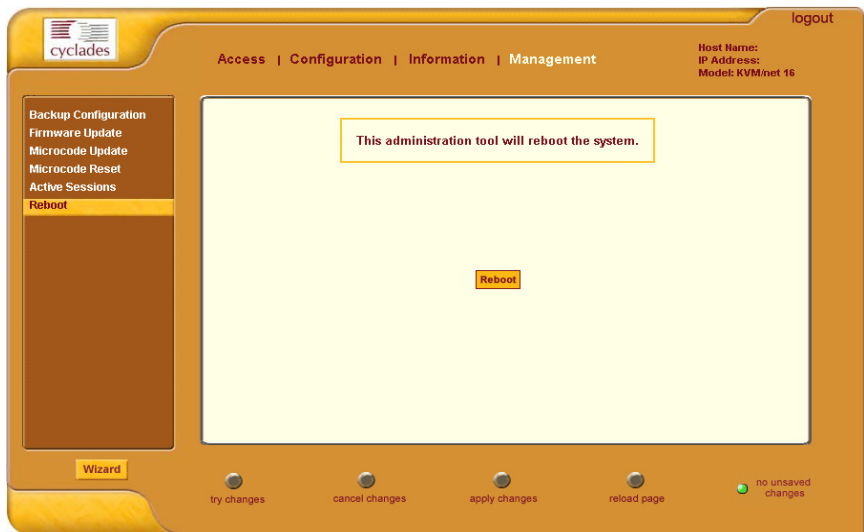 logout
cyclades
Access | Configuration | Information | Management
Host Name:
IP Address:
Model: KVM/net 16
Backup Configuration
Firmware Update
Microcode Update
Microcode Reset
Active Sessions
Reboot
This administration tool will reboot the system.
Reboot
Wizard
try changes
cancel changes
apply changes
reload page
no unsaved
changes